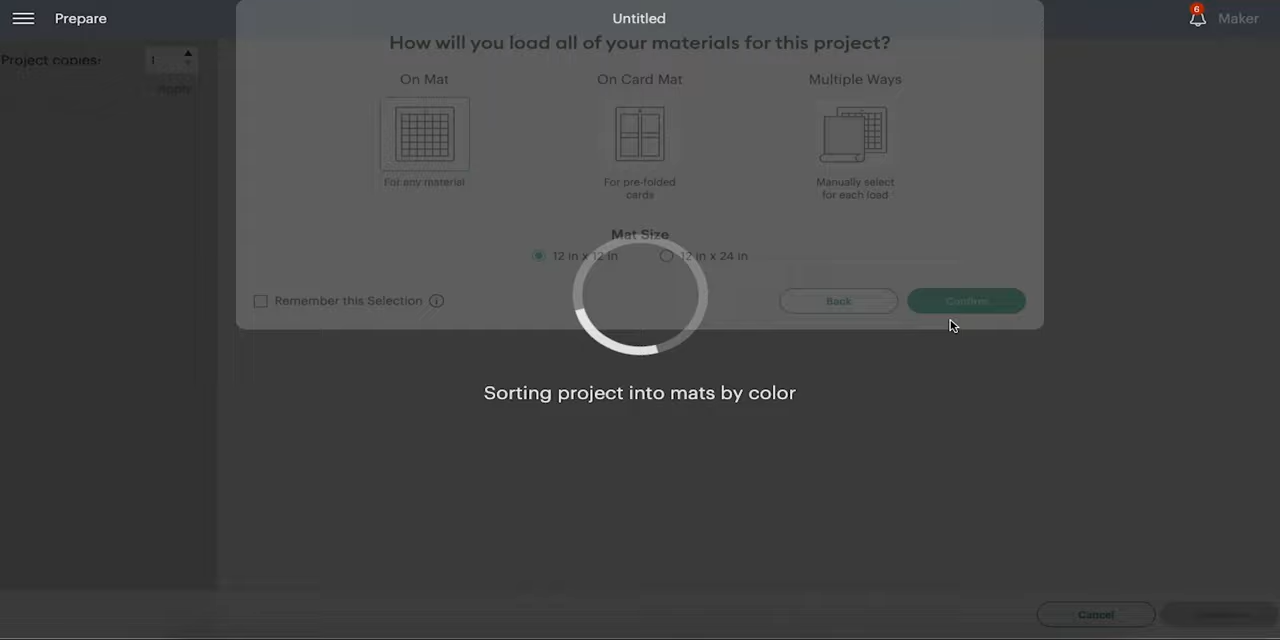 Prepare
Untitled
6
Maker
How will you load all of your materials for this project?
Project copies:
1
Apply
On Mat
On Card Mat
Multiple Ways
For any material
For pre-folded
cards
Manually select
for each load
Mat Size
12 in x 12 in
12 in x 24 in
Remember this Selection
Back
Confirm
Sorting project into mats by color
Cancel